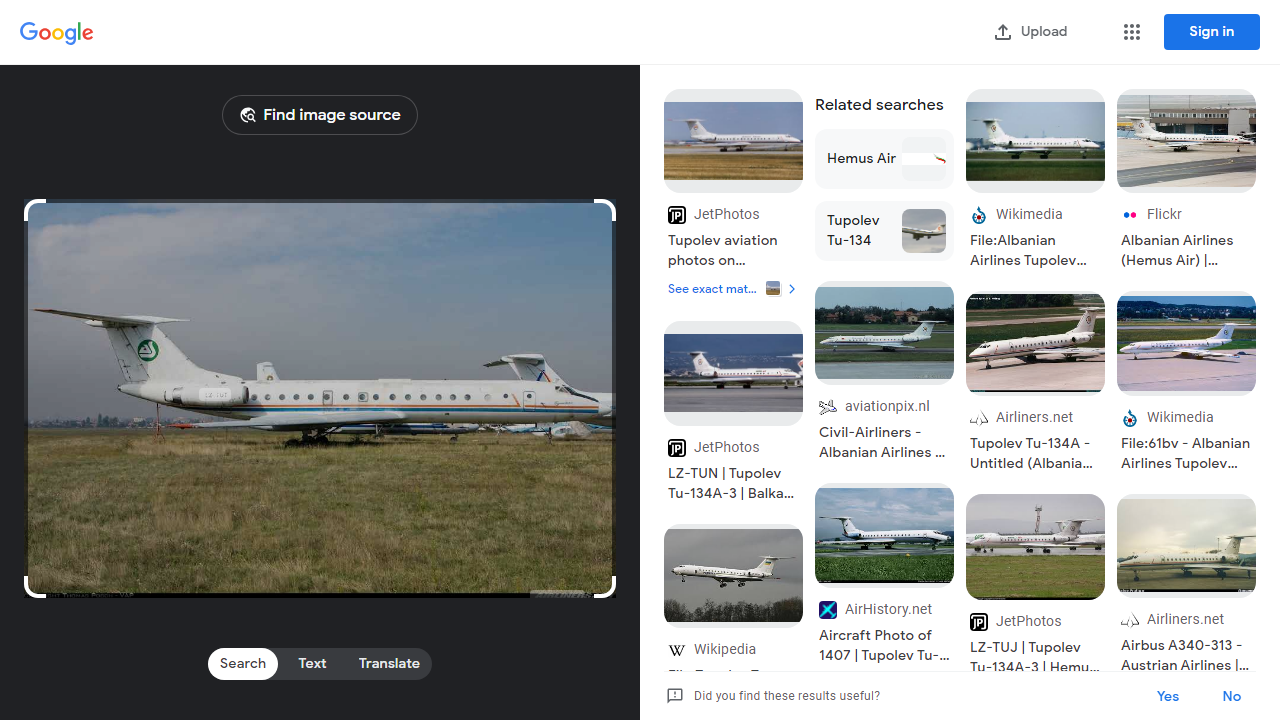 Google
Upload
Sign in
Find image source
LZ-TUT
Search
Text
Translate
JetPhotos
Tupolev aviation
photos on...
See exact mat...
JetPhotos
LZ-TUN | Tupolev
Tu-134A-3 | Balka...
Wikipedia
Related searches
Hemus Air
Tupolev
Tu-134
aviationpix.nl
Civil-Airliners -
Albanian Airlines ...
AirHistory.net
Aircraft Photo of
1407 | Tupolev Tu-...
Wikimedia
File:Albanian
Airlines Tupolev...
Airliners.net
Tupolev Tu-134A -
Untitled (Albania...
JetPhotos
LZ-TUJ | Tupolev
Tu-134A-3 | Hemu...
Flickr
Albanian Airlines
(Hemus Air) |...
Wikimedia
File:61bv - Albanian
Airlines Tupolev...
Airliners.net
Airbus A340-313 -
Austrian Airlines |...
Did you find these results useful?
Yes
No